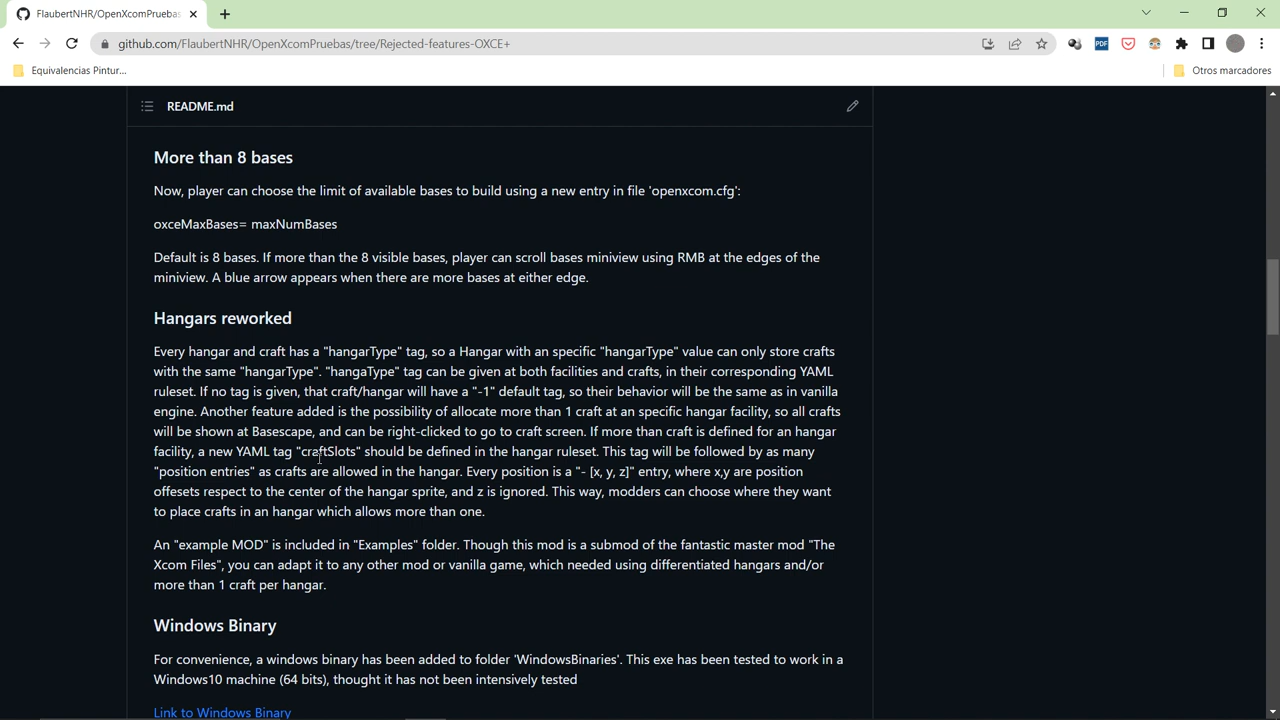 FlaubertNHR/OpenXcomPruebas
github.com/FlaubertNHR/OpenXcomPruebas/tree/Rejected-features-OXCE+
PDF
Equivalencias Pintur...
Otros marcadores
README.md
More than 8 bases
Now, player can choose the limit of available bases to build using a new entry in file 'openxcom.cfg':
oxceMaxBases= maxNumBases
Default is 8 bases. If more than the 8 visible bases, player can scroll bases miniview using RMB at the edges of the
miniview. A blue arrow appears when there are more bases at either edge.
Hangars reworked
Every hangar and craft has a "hangarType" tag, so a Hangar with an specific "hangarType" value can only store crafts
with the same "hangarType". "hangaType" tag can be given at both facilities and crafts, in their corresponding YAML
ruleset. If no tag is given, that craft/hangar will have a "-1" default tag, so their behavior will be the same as in vanilla
engine. Another feature added is the possibility of allocate more than 1 craft at an specific hangar facility, so all crafts
will be shown at Basescape, and can be right-clicked to go to craft screen. If more than craft is defined for an hangar
facility, a new YAML tag "craftSlots" should be defined in the hangar ruleset. This tag will be followed by as many
"position entries" as crafts are allowed in the hangar. Every position is a "- [x, y, z]" entry, where x,y are position
offesets respect to the center of the hangar sprite, and z is ignored. This way, modders can choose where they want
to place crafts in an hangar which allows more than one.
An "example MOD" is included in "Examples" folder. Though this mod is a submod of the fantastic master mod "The
Xcom Files", you can adapt it to any other mod or vanilla game, which needed using differentiated hangars and/or
more than 1 craft per hangar.
Windows Binary
For convenience, a windows binary has been added to folder 'WindowsBinaries'. This exe has been tested to work in a
Windows10 machine (64 bits), thought it has not been intensively tested
Link to Windows Binary